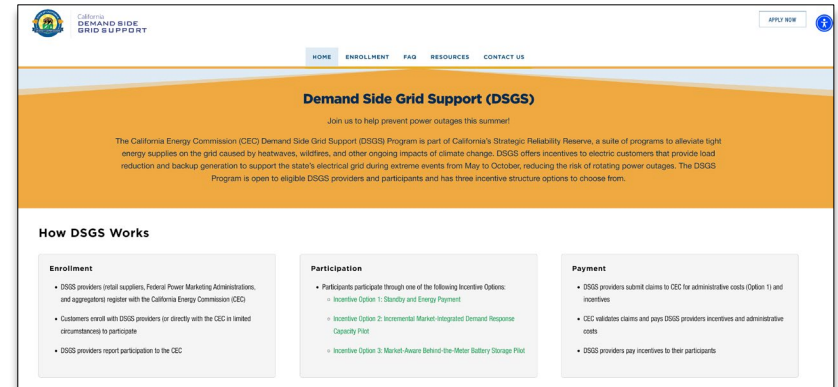 California
DEMAND SIDE
GRID SUPPORT
APPLY NOW
HOME ENROLLMENT FAQ RESOURCES CONTACT US
Demand Side Grid Support (DSGS)
Join us to help prevent power outages this summer!
The California Energy Commission (CEC) Demand Side Grid Support (DSGS) Program is part of California's Strategic Reliability Reserve, a suite of programs to alleviate tight
energy supplies on the grid caused by heatwaves, wildfires, and other ongoing impacts of climate change. DSGS offers incentives to electric customers that provide load
reduction and backup generation to support the state's electrical grid during extreme events from May to October, reducing the risk of rotating power outages. The DSGS
Program is open to eligible DSGS providers and participants and has three incentive structure options to choose from.
How DSGS Works
Enrollment
• DSGS providers (retail suppliers, Federal Power Marketing Administrations,
and aggregators) register with the California Energy Commission (CEC)
• Customers enroll with DSGS providers (or directly with the CEC in limited
circumstances) to participate
• DSGS providers report participation to the CEC
Participation
• Participants participate through one of the following Incentive Options:
○ Incentive Option 1: Standby and Energy Payment
○ Incentive Option 2: Incremental Market-Integrated Demand Response
Capacity Pilot
○ Incentive Option 3: Market-Aware Behind-the-Meter Battery Storage Pilot
Payment
• DSGS providers submit claims to CEC for administrative costs (Option 1) and
incentives
• CEC validates claims and pays DSGS providers incentives and administrative
costs
• DSGS providers pay incentives to their participants